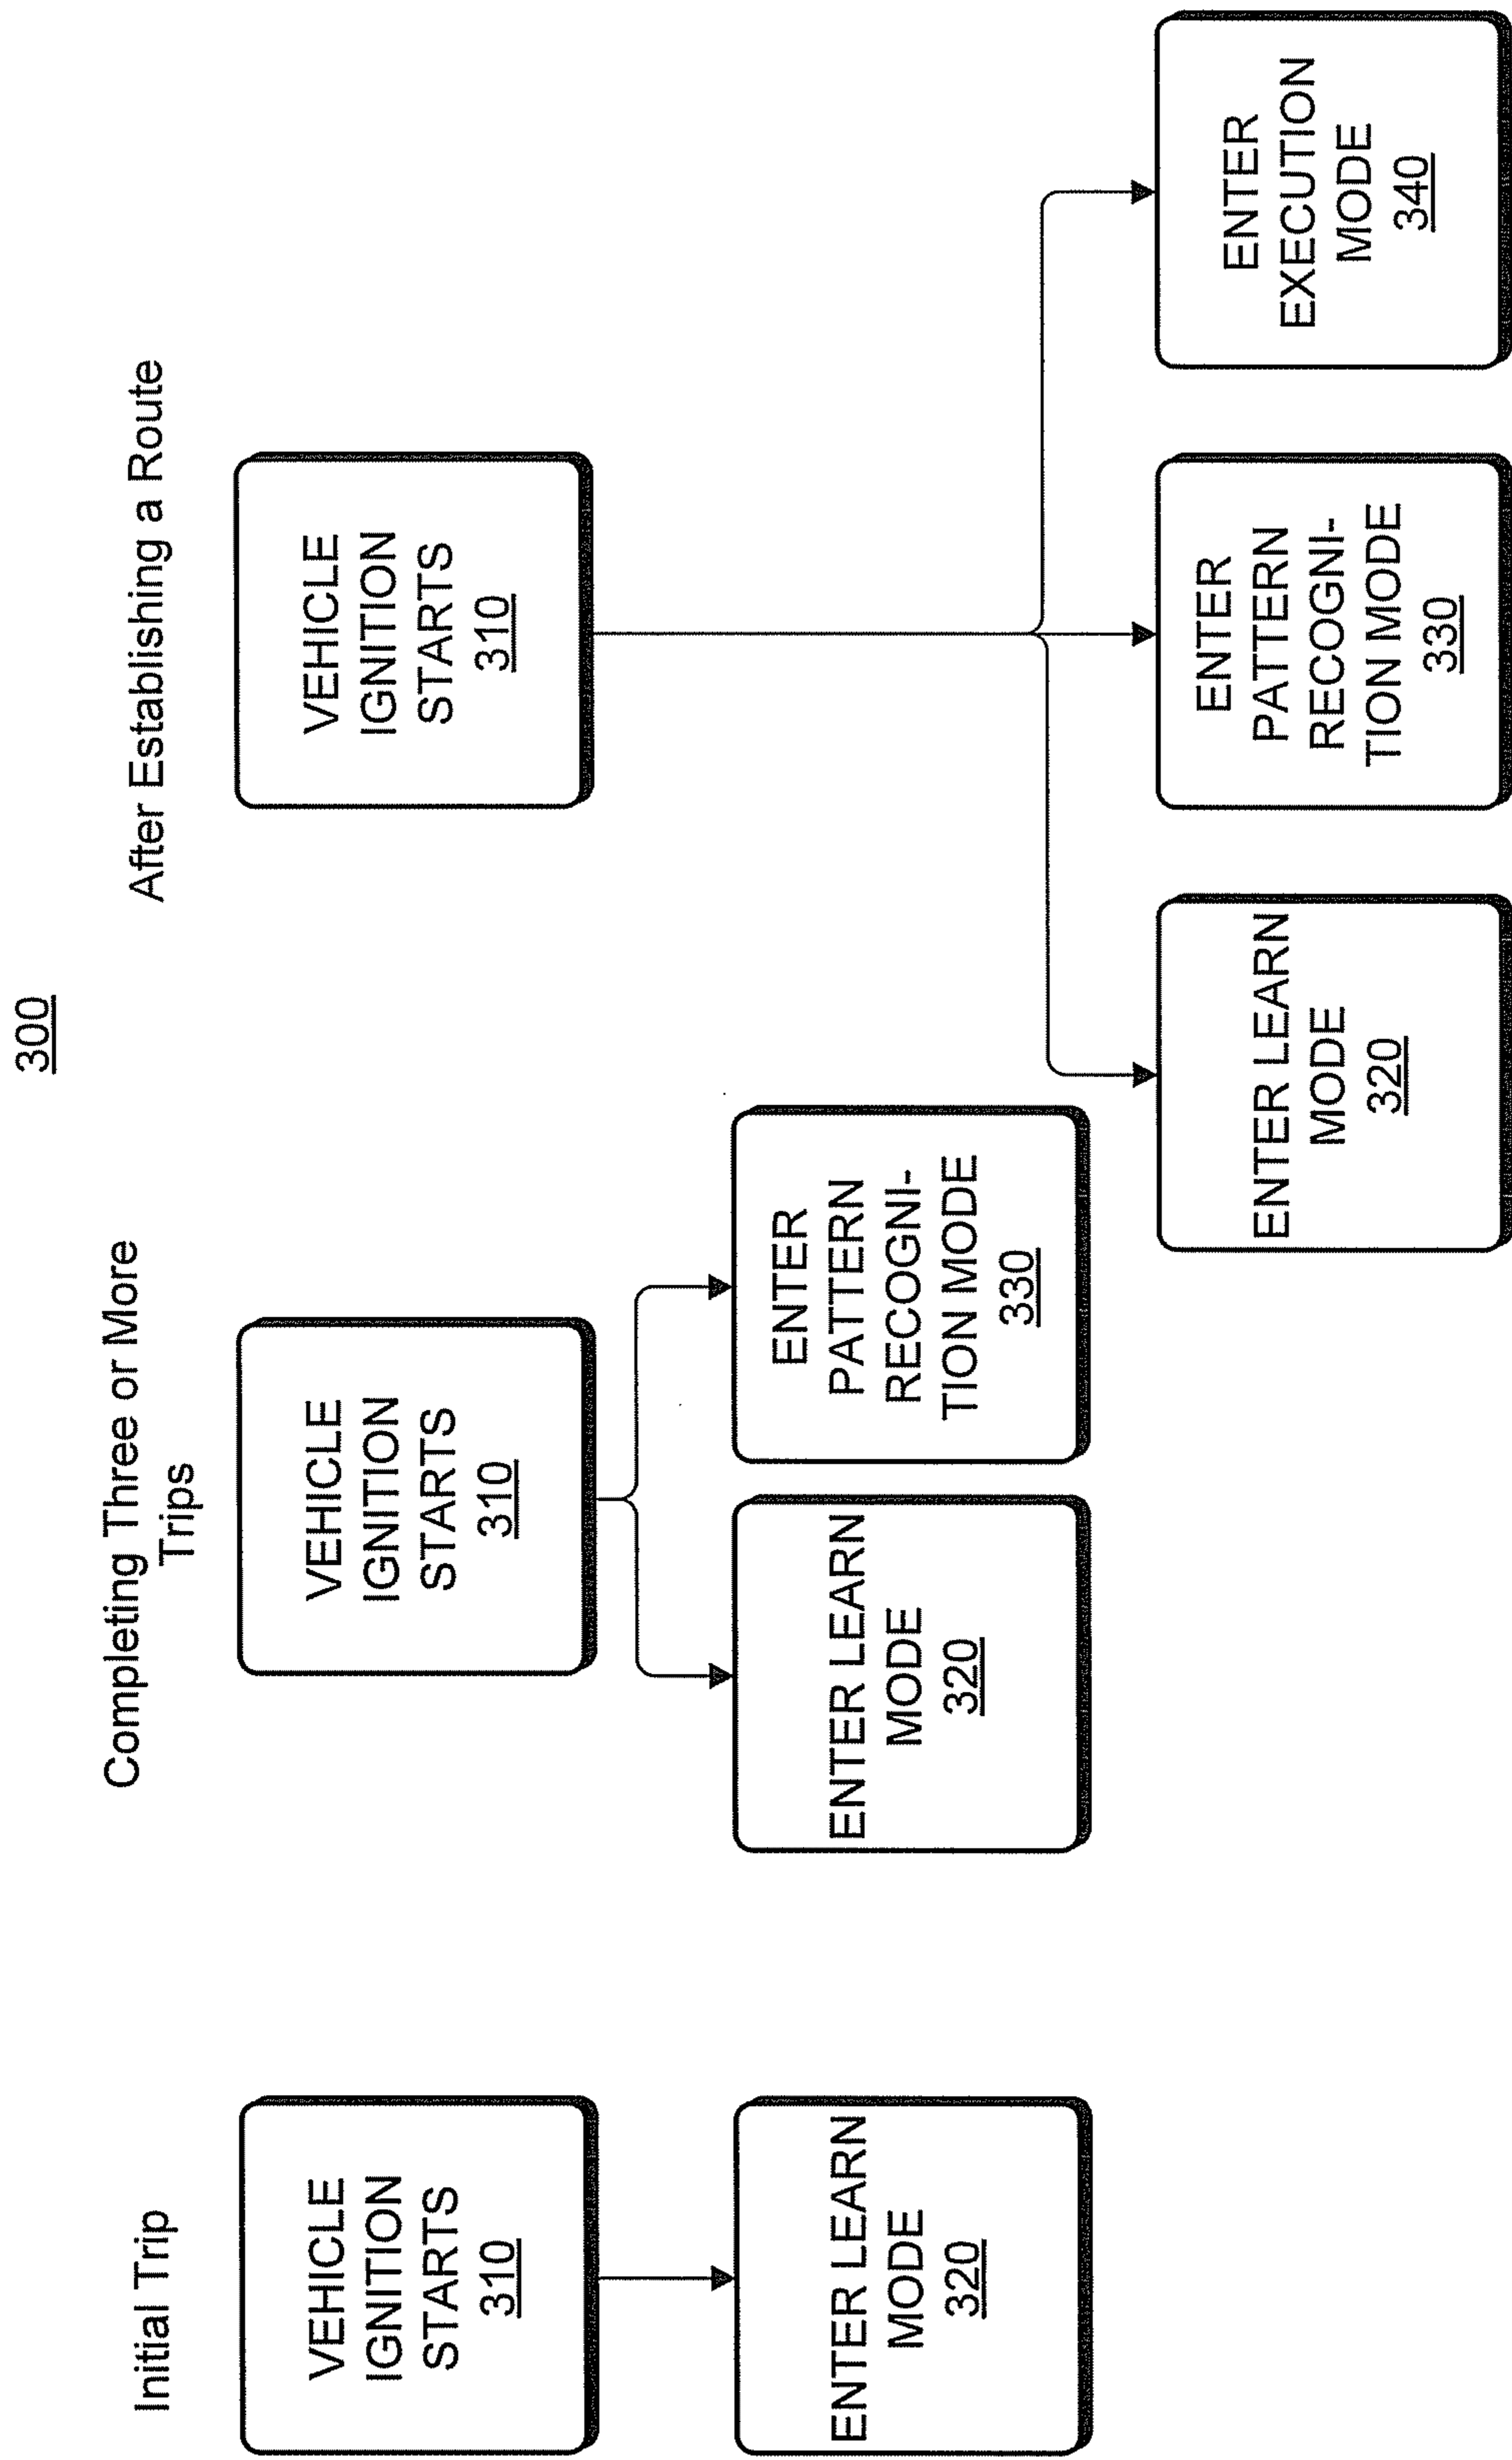 300
Initial Trip
VEHICLE
IGNITION
STARTS
310
ENTER LEARN
MODE
320
Completing Three or More
Trips
VEHICLE
IGNITION
STARTS
310
ENTER LEARN
MODE
320
ENTER
PATTERN
RECOGNI-
TION MODE
330
After Establishing a Route
VEHICLE
IGNITION
STARTS
310
ENTER LEARN
MODE
320
ENTER
PATTERN
RECOGNI-
TION MODE
330
ENTER
EXECUTION
MODE
340